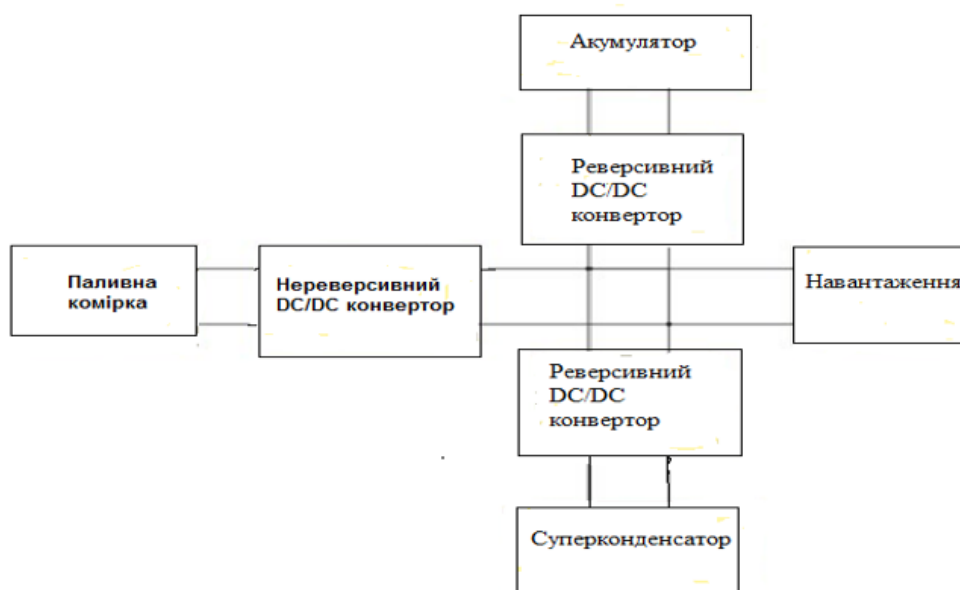 Акумулятор
Реверсивний
DC/DC
конвертор
Паливна
комірка
Нереверсивний
DC/DC конвертор
Навантаження
Реверсивний
DC/DC
конвертор
Суперконденсатор